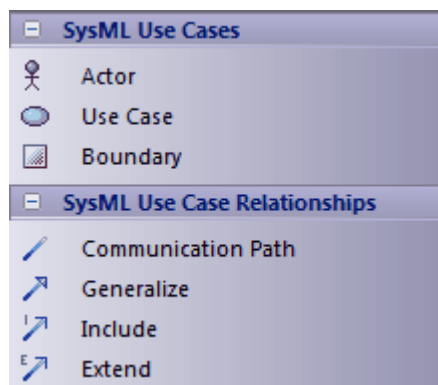 SysML Use Cases
Actor
Use Case
Boundary
SysML Use Case Relationships
Communication Path
Generalize
I
Include
E
Extend